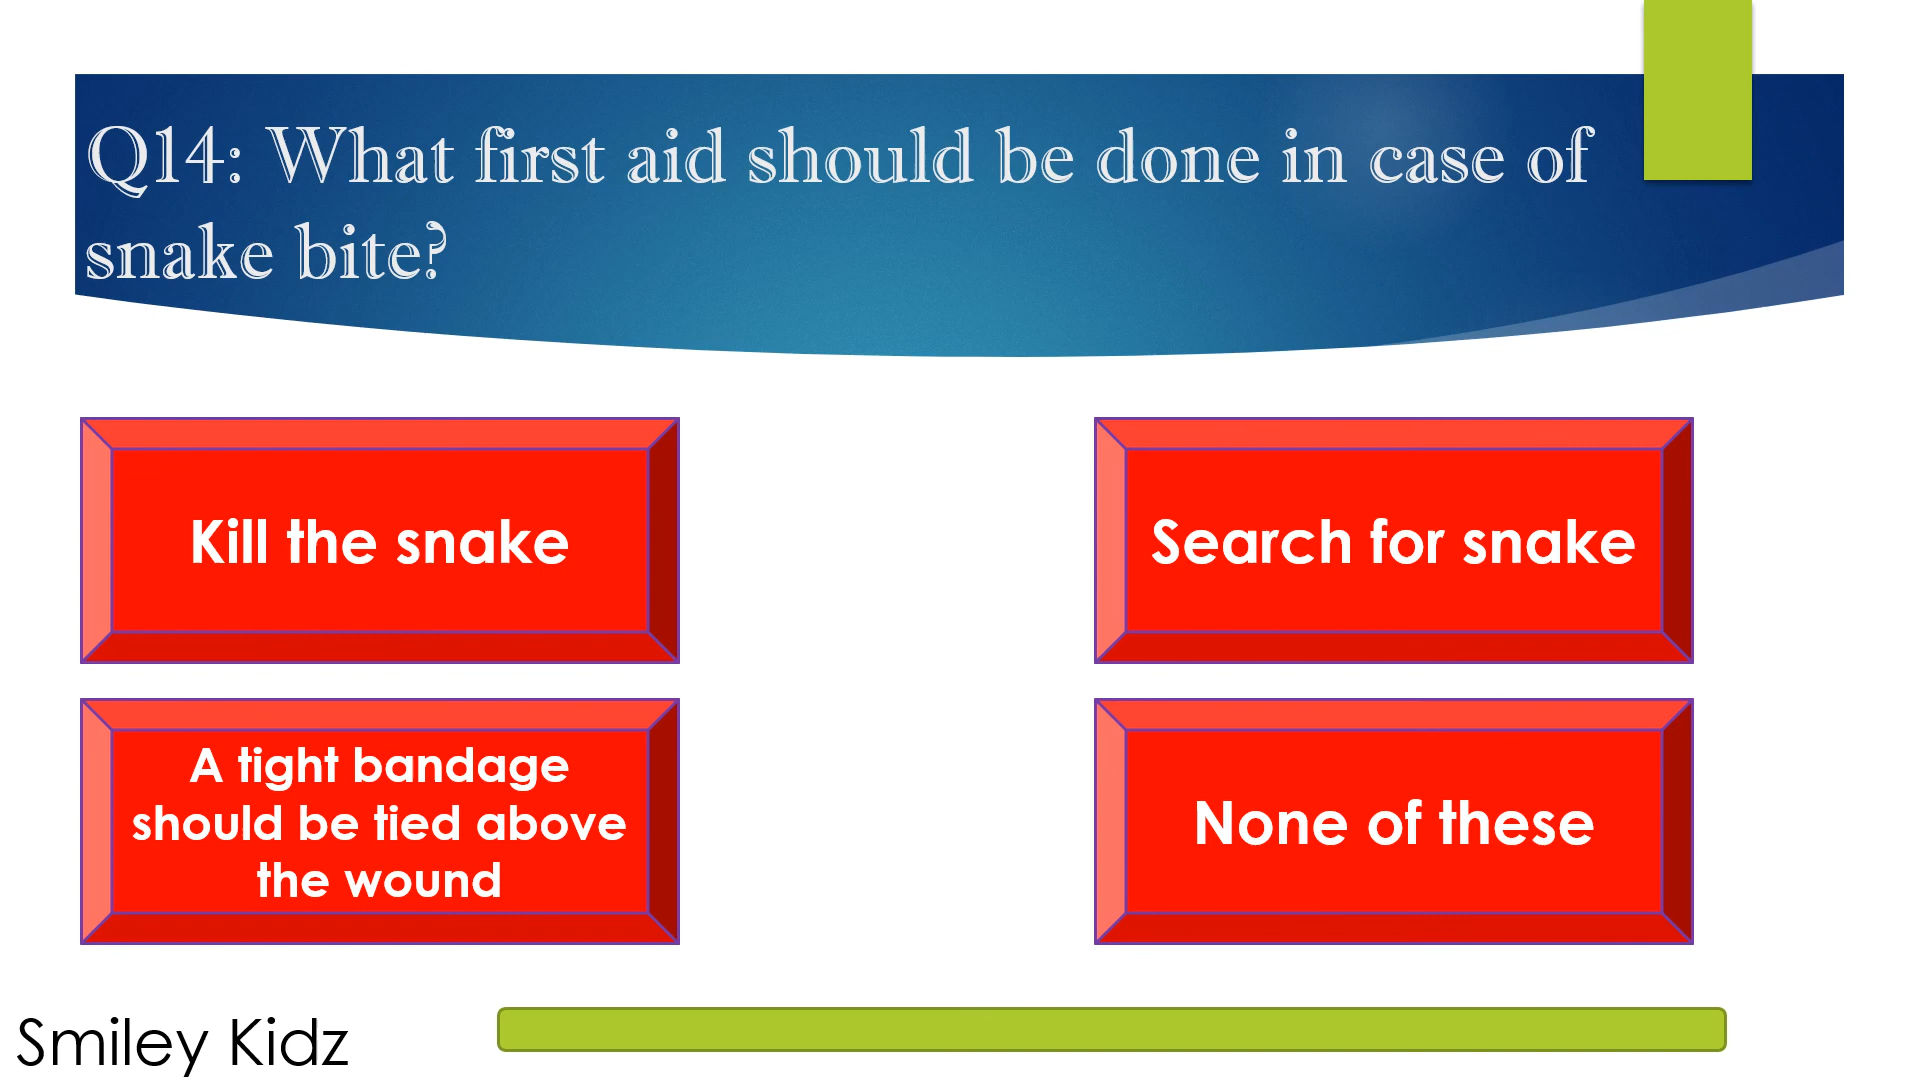 Q14: What first aid should be done in case of
snake bite?
Kill the snake
Search for snake
A tight bandage
should be tied above
the wound
None of these
Smiley Kidz